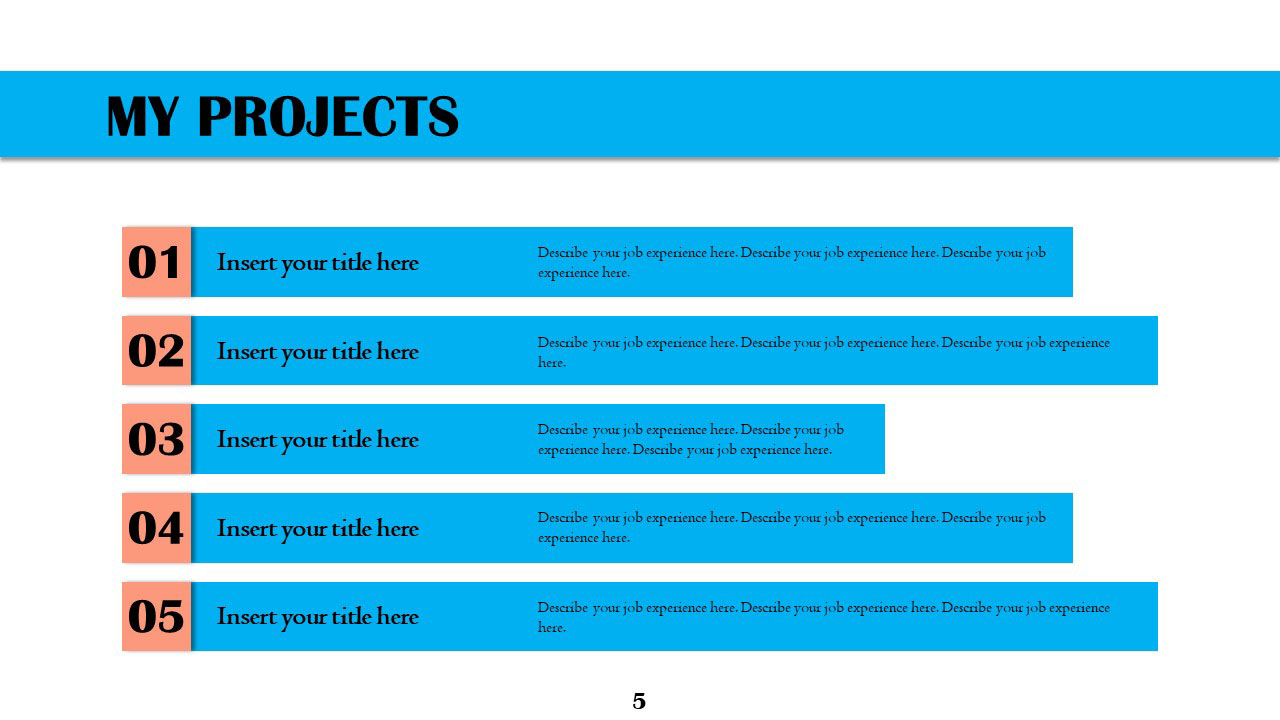 MY PROJECTS
01
Insert your title here
Describe your job experience here. Describe your job experience here. Describe your job
experience here.
02
Insert your title here
Describe your job experience here. Describe your job experience here. Describe your job experience
here.
03
Insert your title here
Describe your job experience here. Describe your job
experience here. Describe your job experience here.
04
Insert your title here
Describe your job experience here. Describe your job experience here. Describe your job
experience here.
05
Insert your title here
Describe your job experience here. Describe your job experience here. Describe your job experience
here.
5